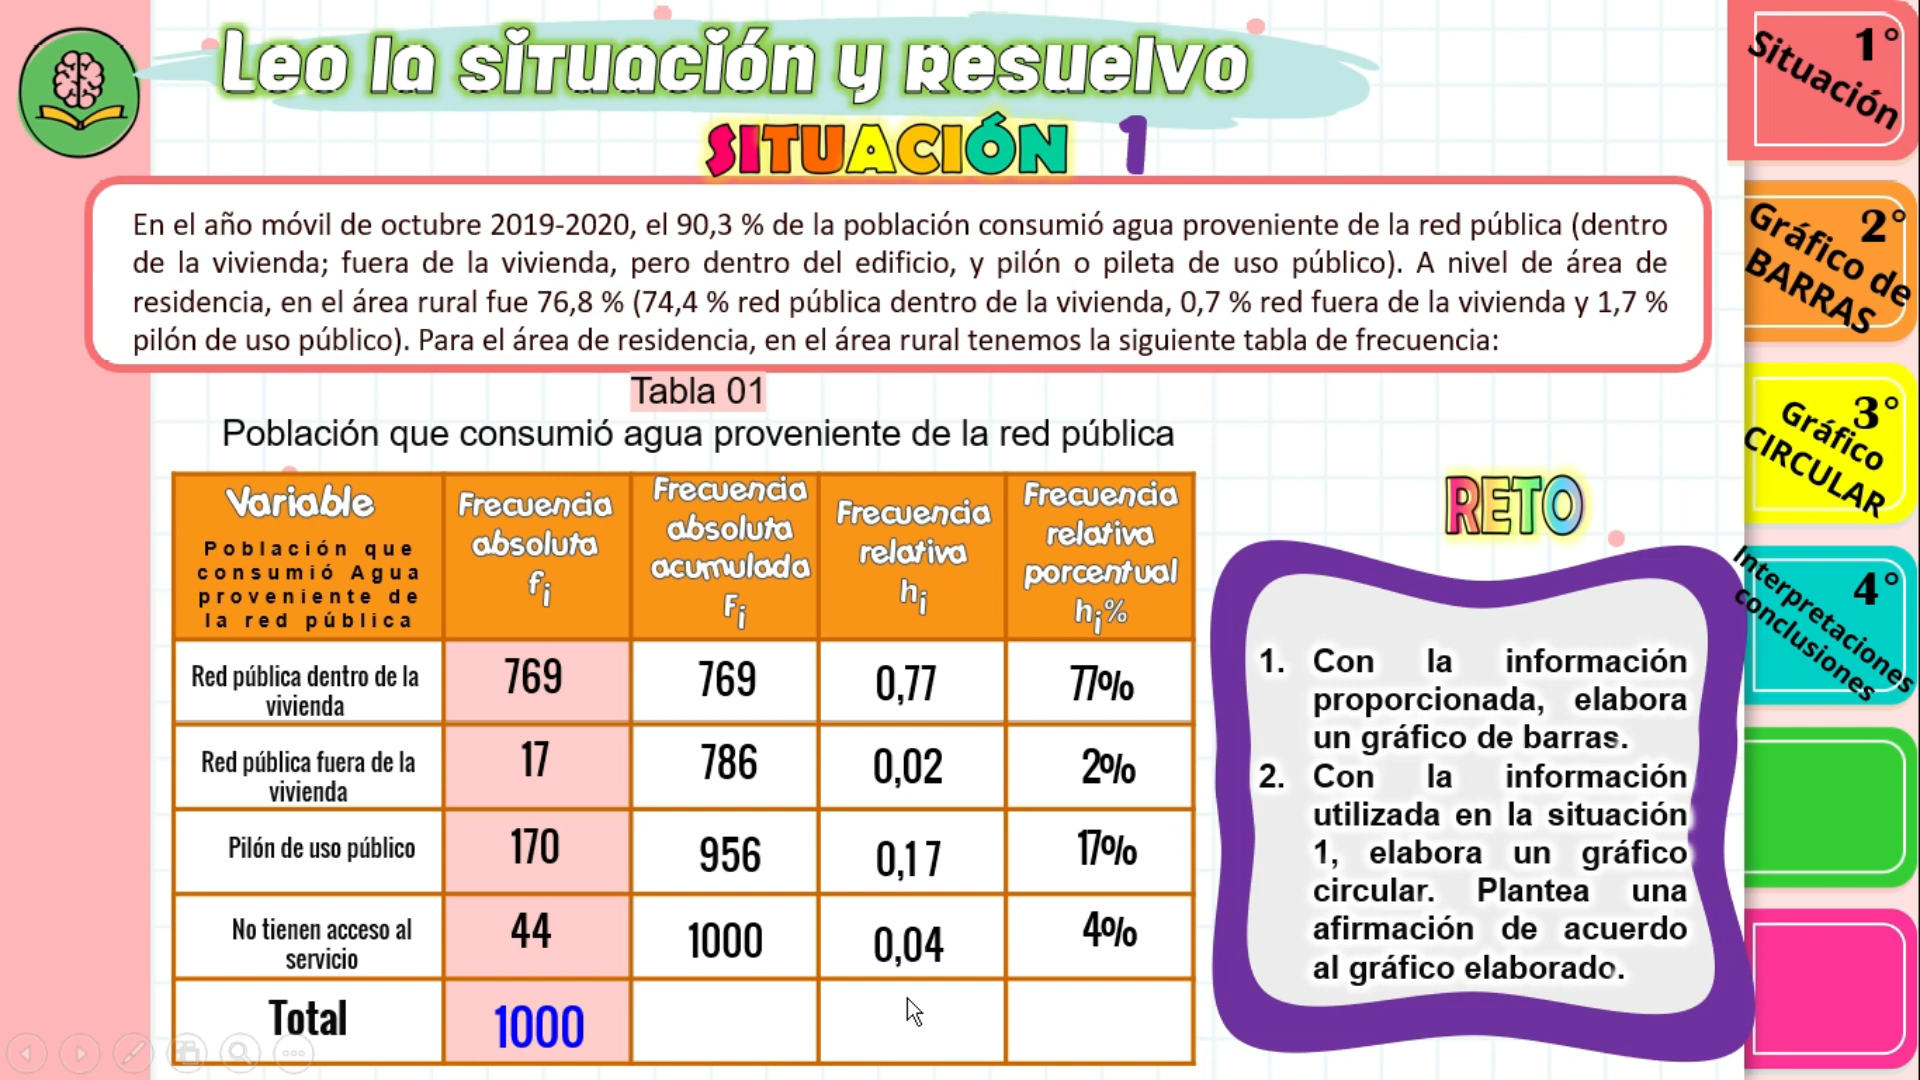 Leo la situación y resuelvo
SITUACIÓN 1
En el año móvil de octubre 2019-2020, el 90,3 % de la población consumió agua proveniente de la red pública (dentro
de la vivienda; fuera de la vivienda, pero dentro del edificio, y pilón o pileta de uso público). A nivel de área de
residencia, en el área rural fue 76,8 % (74,4 % red pública dentro de la vivienda, 0,7 % red fuera de la vivienda y 1,7 %
pilón de uso público). Para el área de residencia, en el área rural tenemos la siguiente tabla de frecuencia:
Tabla 01
Población que consumió agua proveniente de la red pública
Variable
Población que
consumió Agua
proveniente de
la red pública
Frecuencia
absoluta
fi
Frecuencia
absoluta
acumulada
Fi
Frecuencia
relativa
hi
Frecuencia
relativa
porcentual
hi%
Red pública dentro de la
vivienda
769
769
0,77
77%
Red pública fuera de la
vivienda
17
786
0,02
2%
Pilón de uso público
170
956
0,17
17%
No tienen acceso al
servicio
44
1000
0,04
4%
Total
1000
RETO
1. Con la información
proporcionada, elabora
un gráfico de barras.
2. Con la información
utilizada en la situación
1, elabora un gráfico
circular. Plantea una
afirmación de acuerdo
al gráfico elaborado.
1°
Situación
2°
Gráfico de
BARRAS
3°
Gráfico
CIRCULAR
4°
Interpretaciones
conclusiones